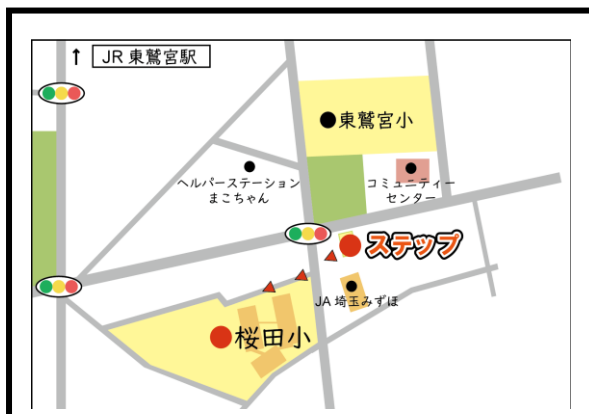 ↑ JR 東鷲宮駅
東鷲宮小
ヘルパーステーション
まこちゃん
コミュニティー
センター
ステップ
JA 埼玉みずほ
桜田小